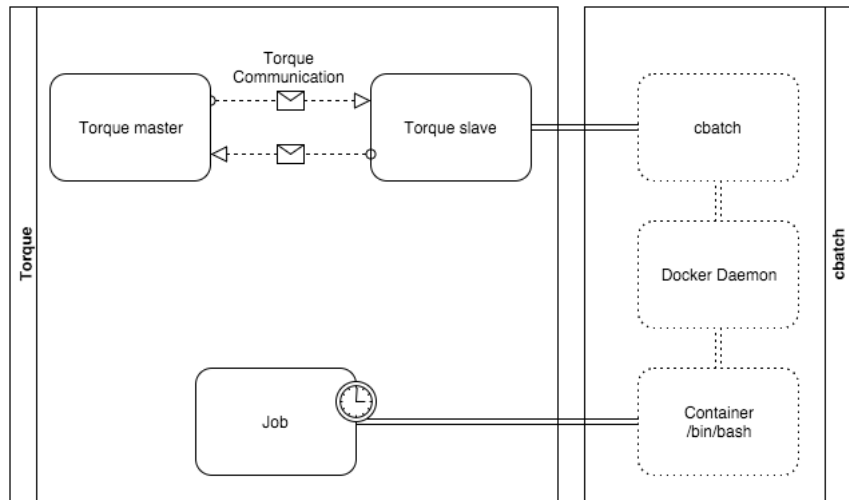 Torque
Communication
Torque master
Torque slave
cbatch
Torque
Docker Daemon
cbatch
Job
Container
/bin/bash